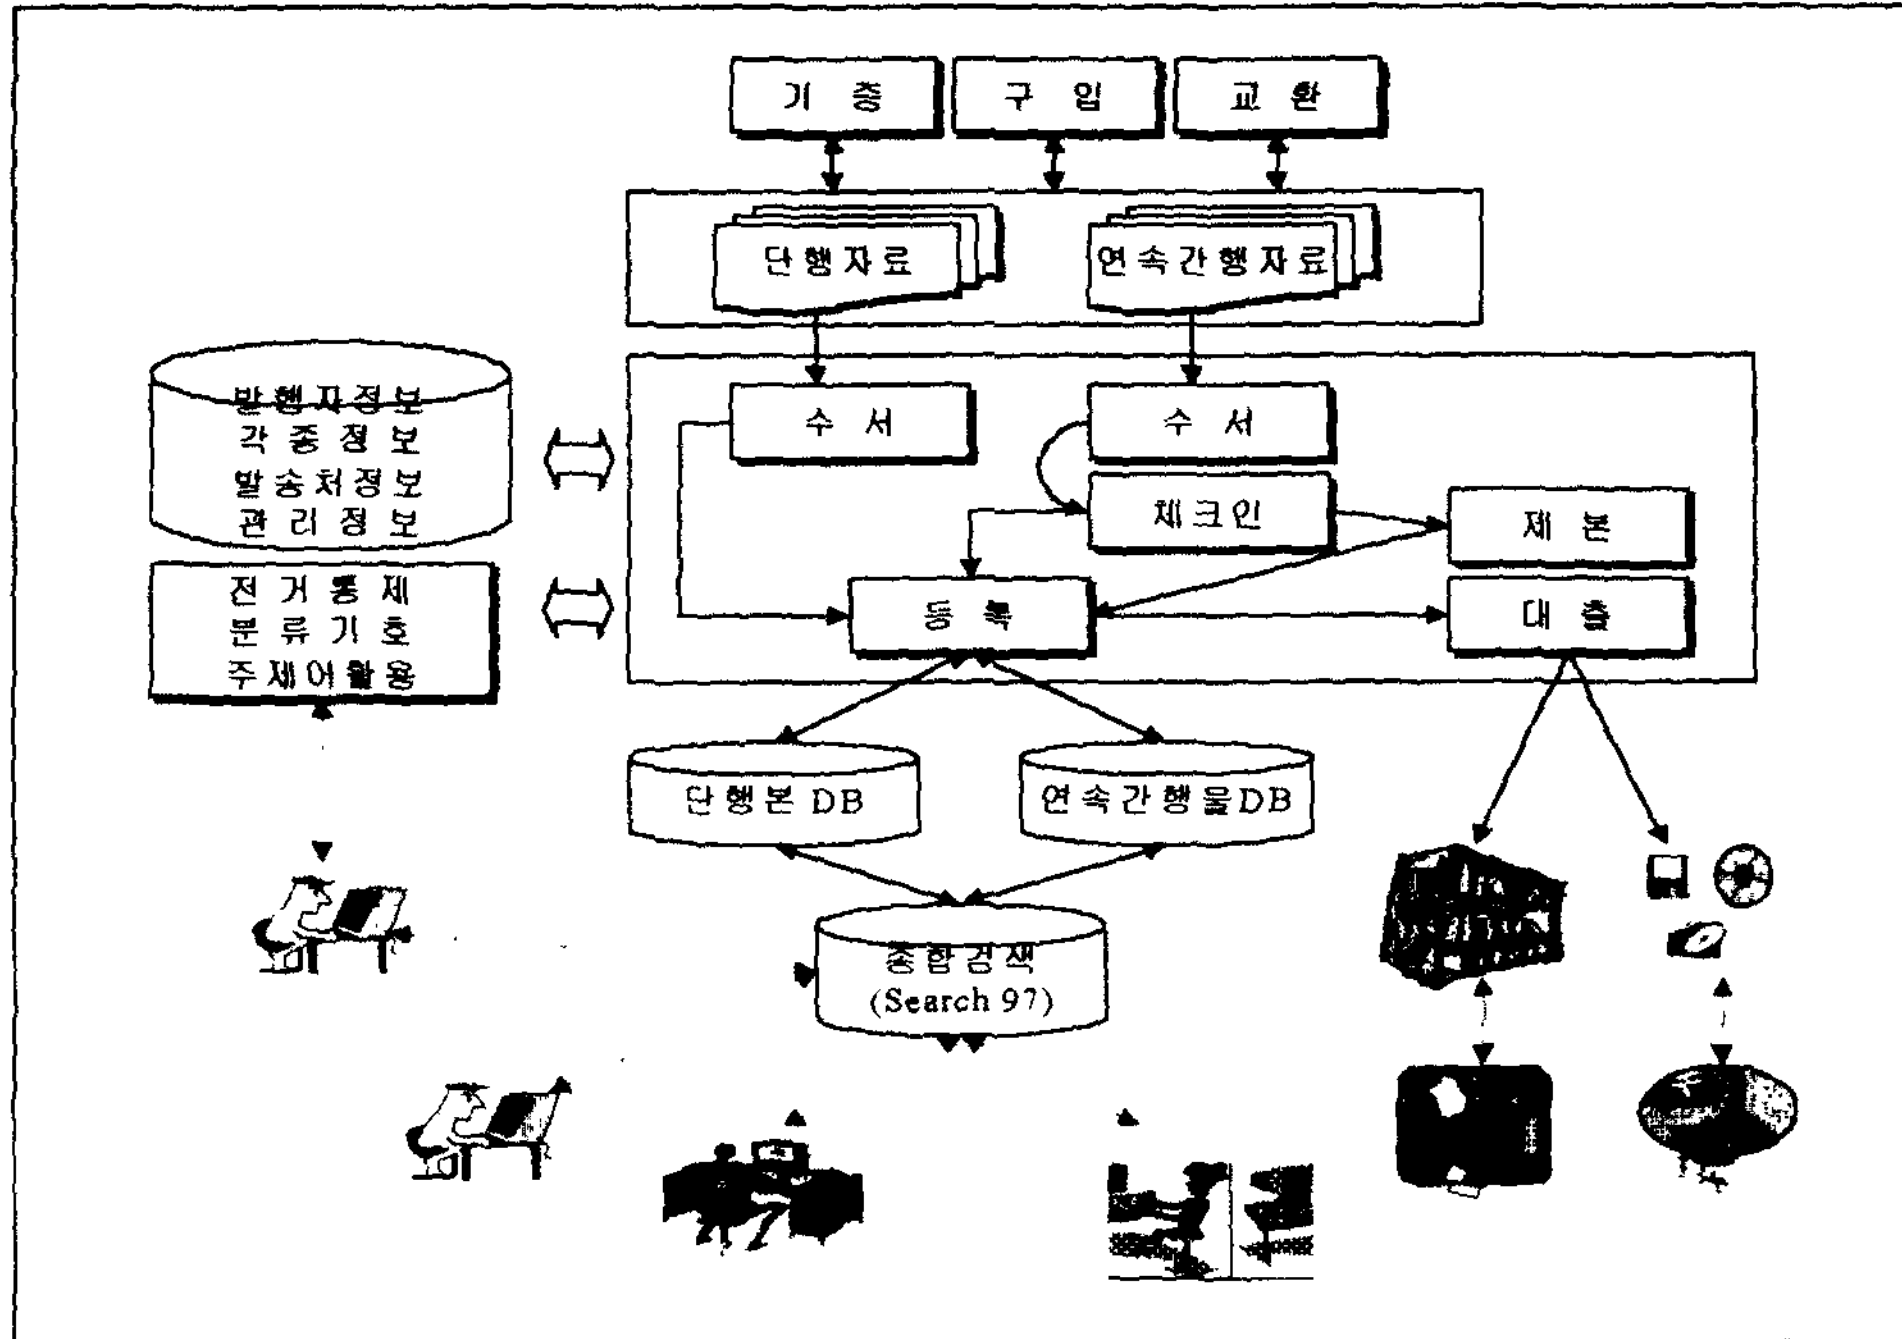 기 증
구 입
교 환
단행자료
연속간행자료
발행자정보
각종정보
발송처정보
관리정보
수 서
수 서
체크인
제 본
전거통제
분류기호
주제어활용
등 록
대 출
단행본 DB
연속간행물DB
종합검색
(Search 97)